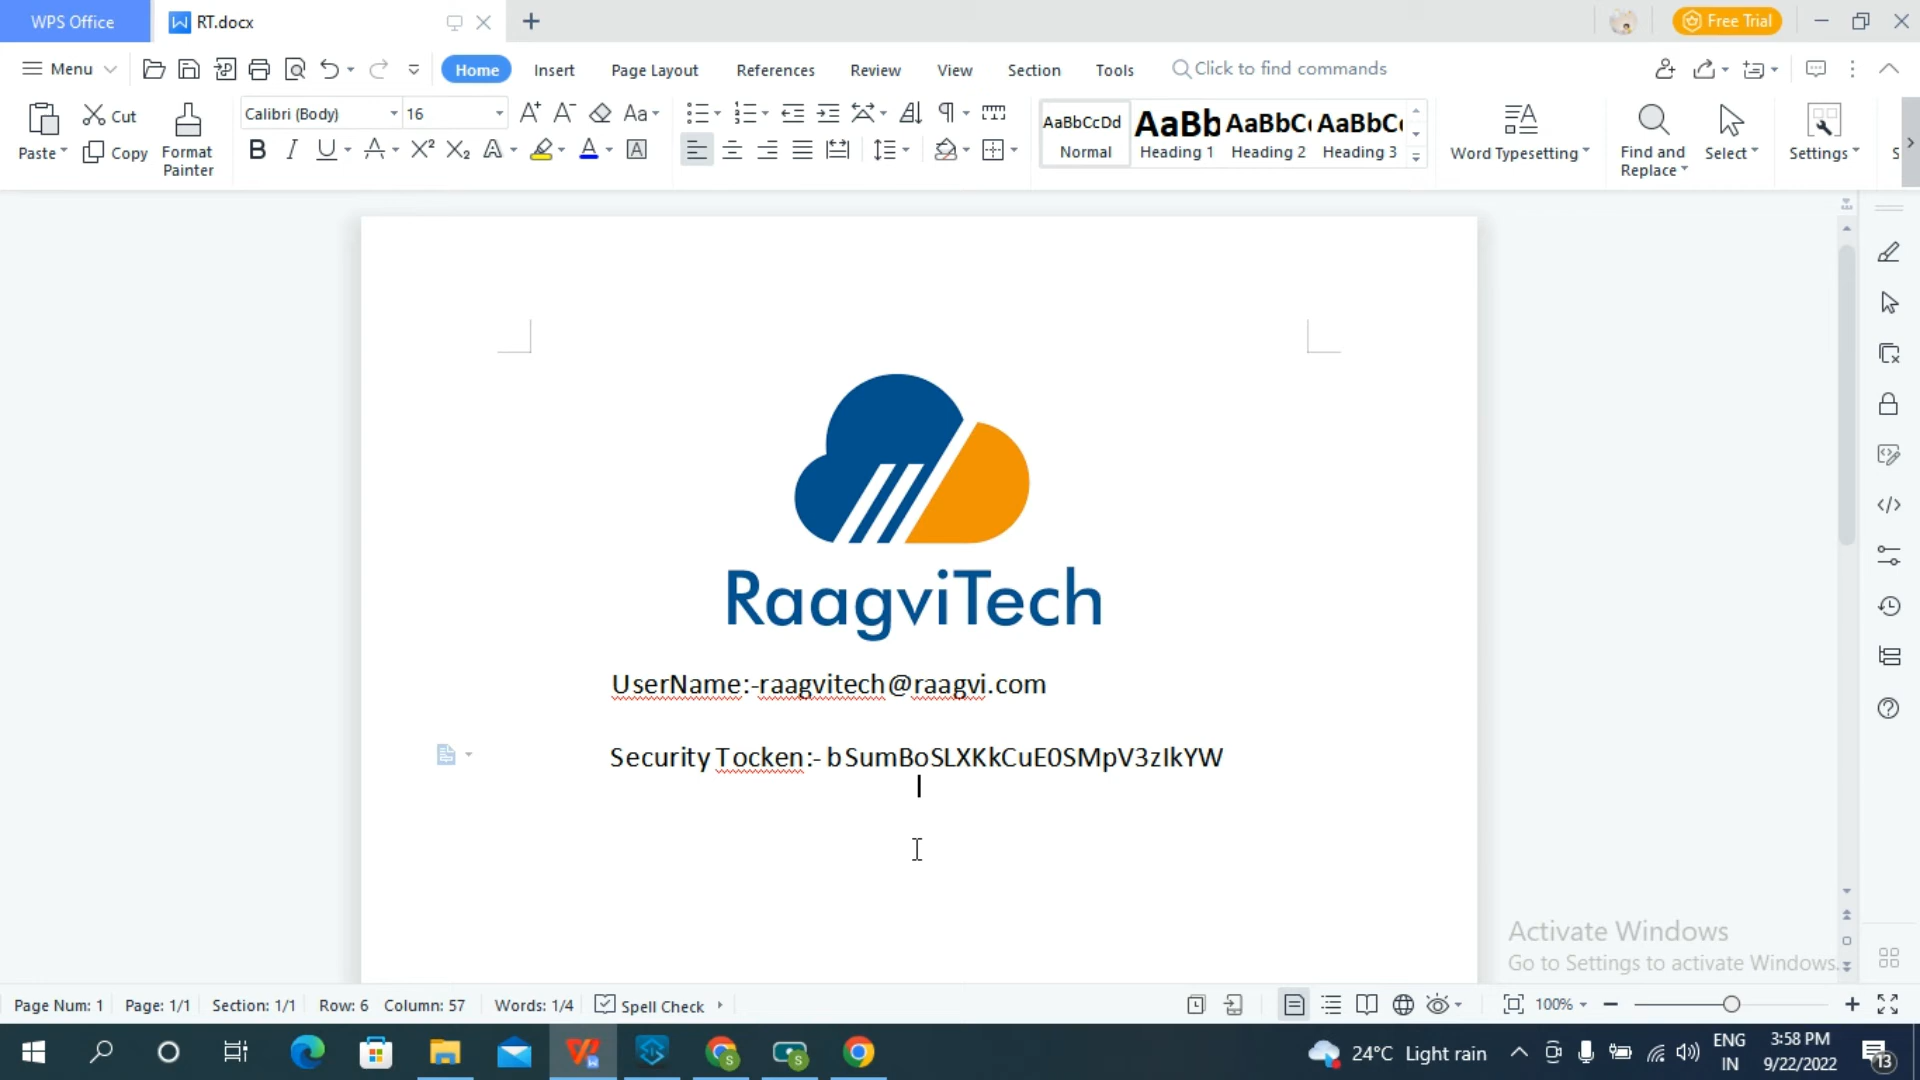 WPS Office
RT.docx
Free Trial
Menu
Home
Insert
Page Layout
References
Review
View
Section
Tools
Click to find commands
Paste
Cut
Copy
Format
Painter
Calibri (Body)
16
AaBbCcDd
Normal
AaBb
Heading 1
AaBbC
Heading 2
AaBbC
Heading 3
Word Typesetting
Find and
Replace
Select
Settings
RaagviTech
UserName:-raagvitech@raagvi.com
Security Tocken:- bSumBoSLXKkCuE0SMpV3zIkYW
Activate Windows
Go to Settings to activate Windows.
Page Num: 1
Page: 1/1
Section: 1/1
Row: 6
Column: 57
Words: 1/4
Spell Check
100%
24°C Light rain
ENG
IN
3:58 PM
9/22/2022
13